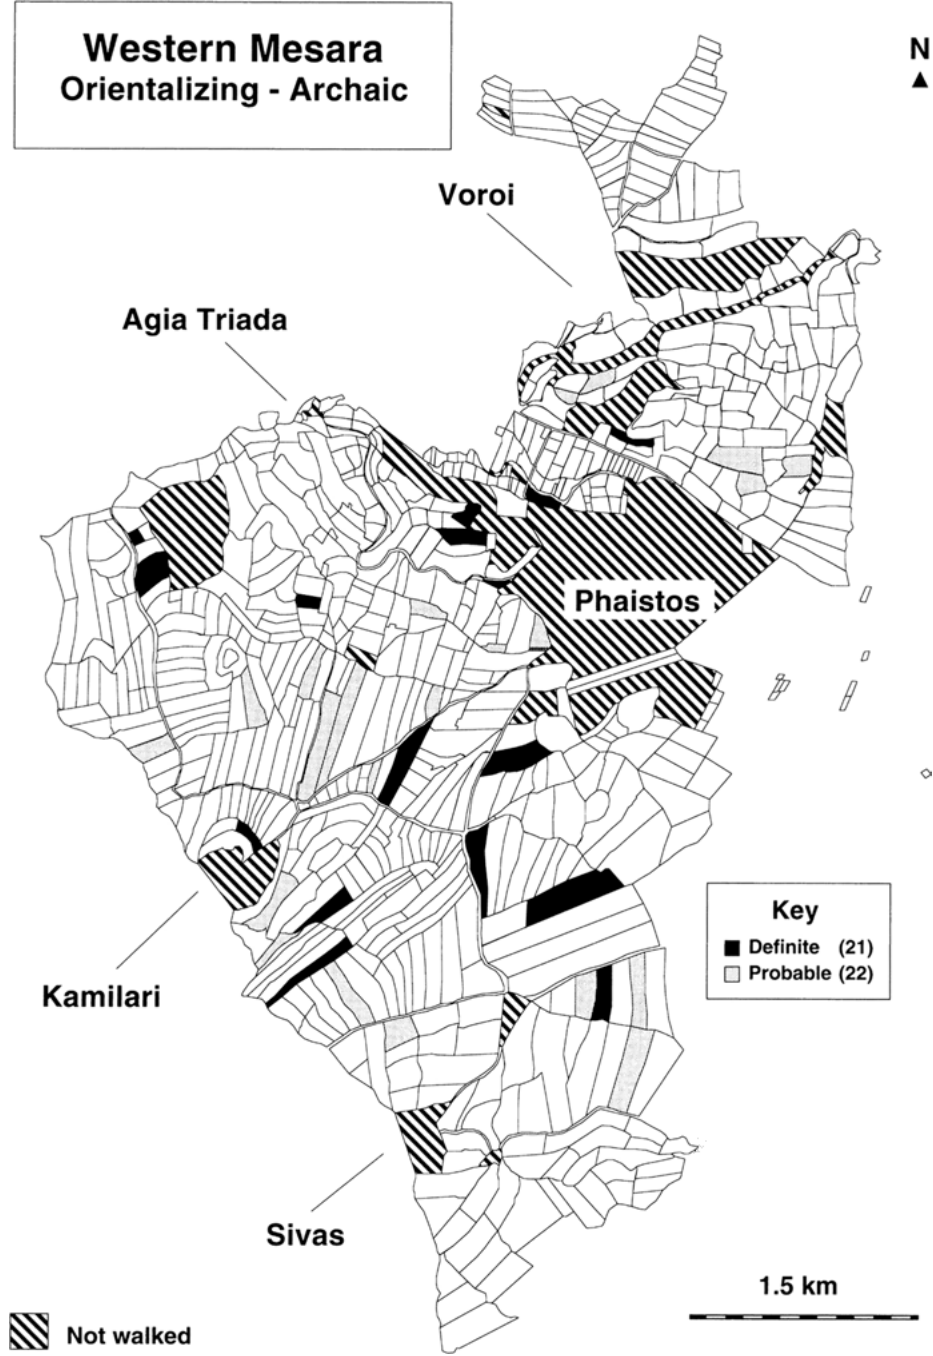 Western Mesara
Orientalizing - Archaic
N
Voroi
Agia Triada
Phaistos
Key
Definite (21)
Probable (22)
Kamilari
Sivas
1.5 km
Not walked